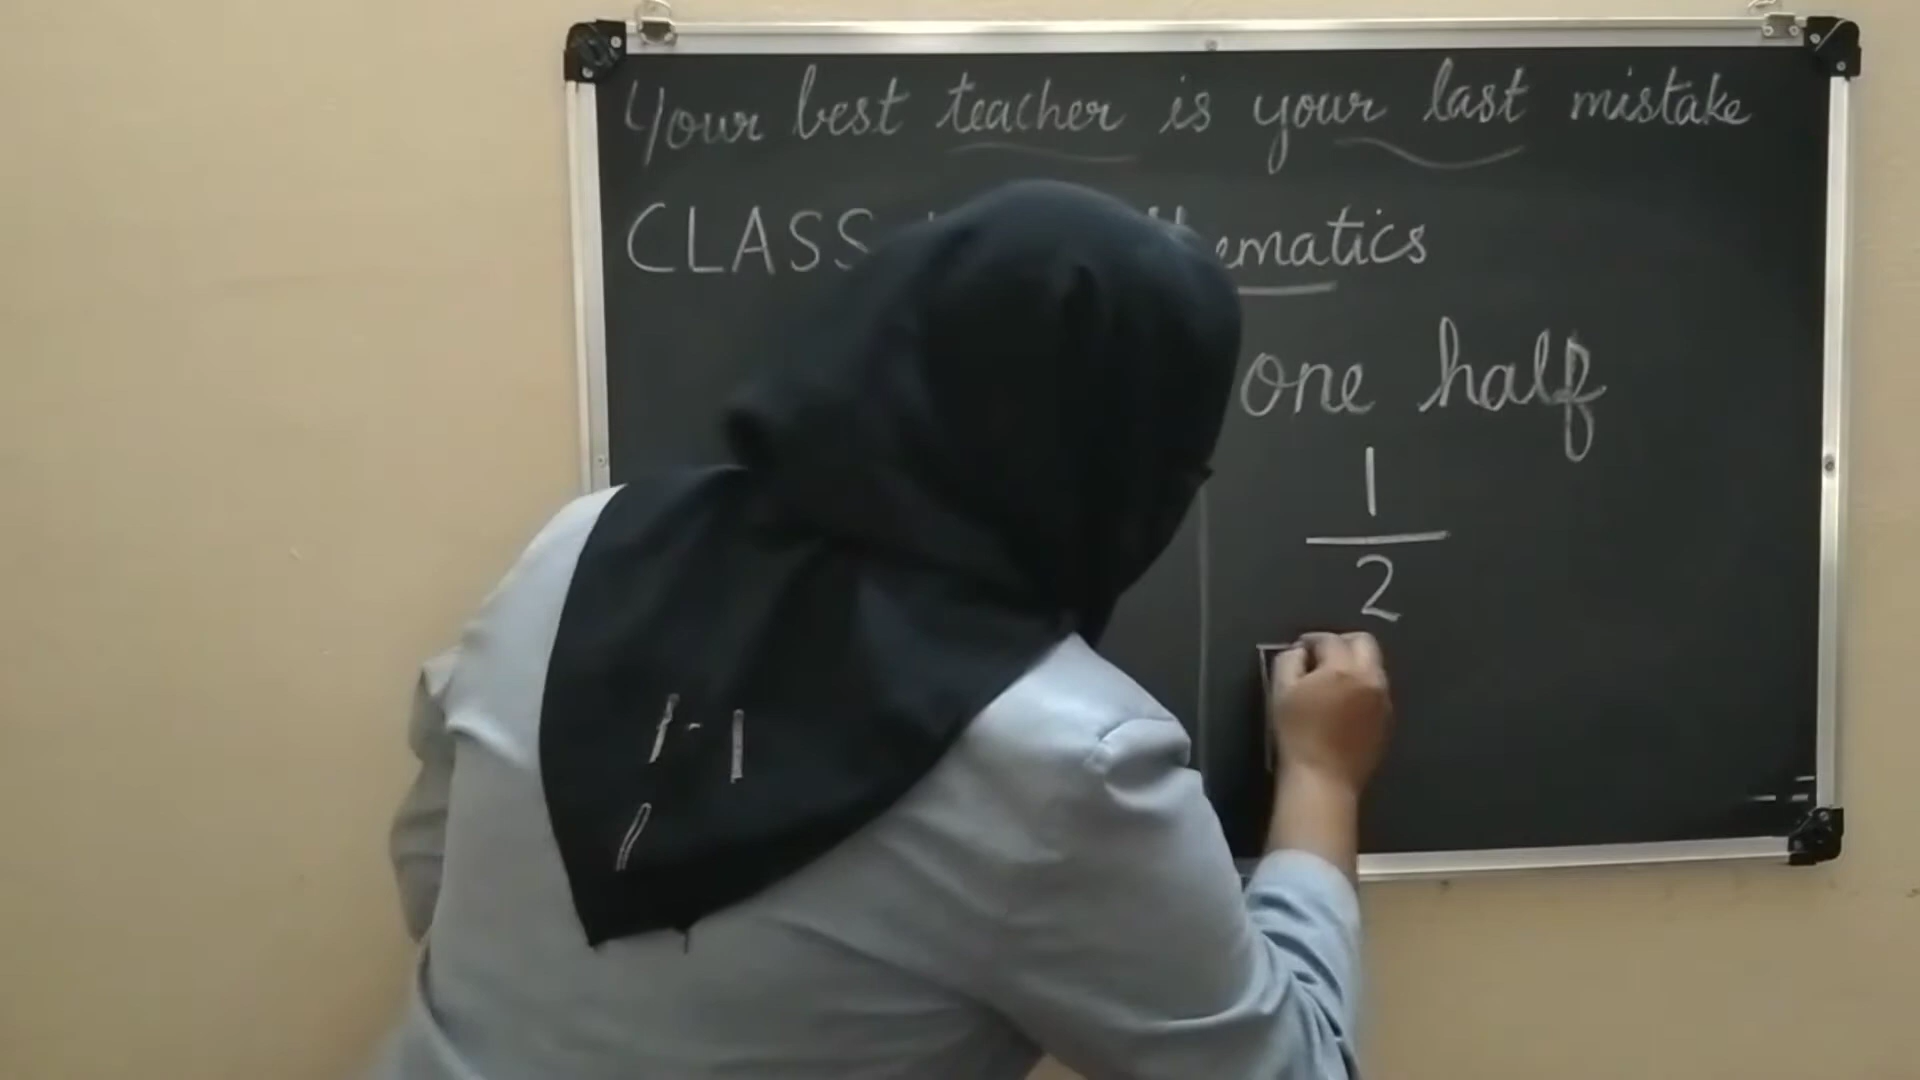 Your best teacher is your last mistake
CLASS ematics
one half
1
2